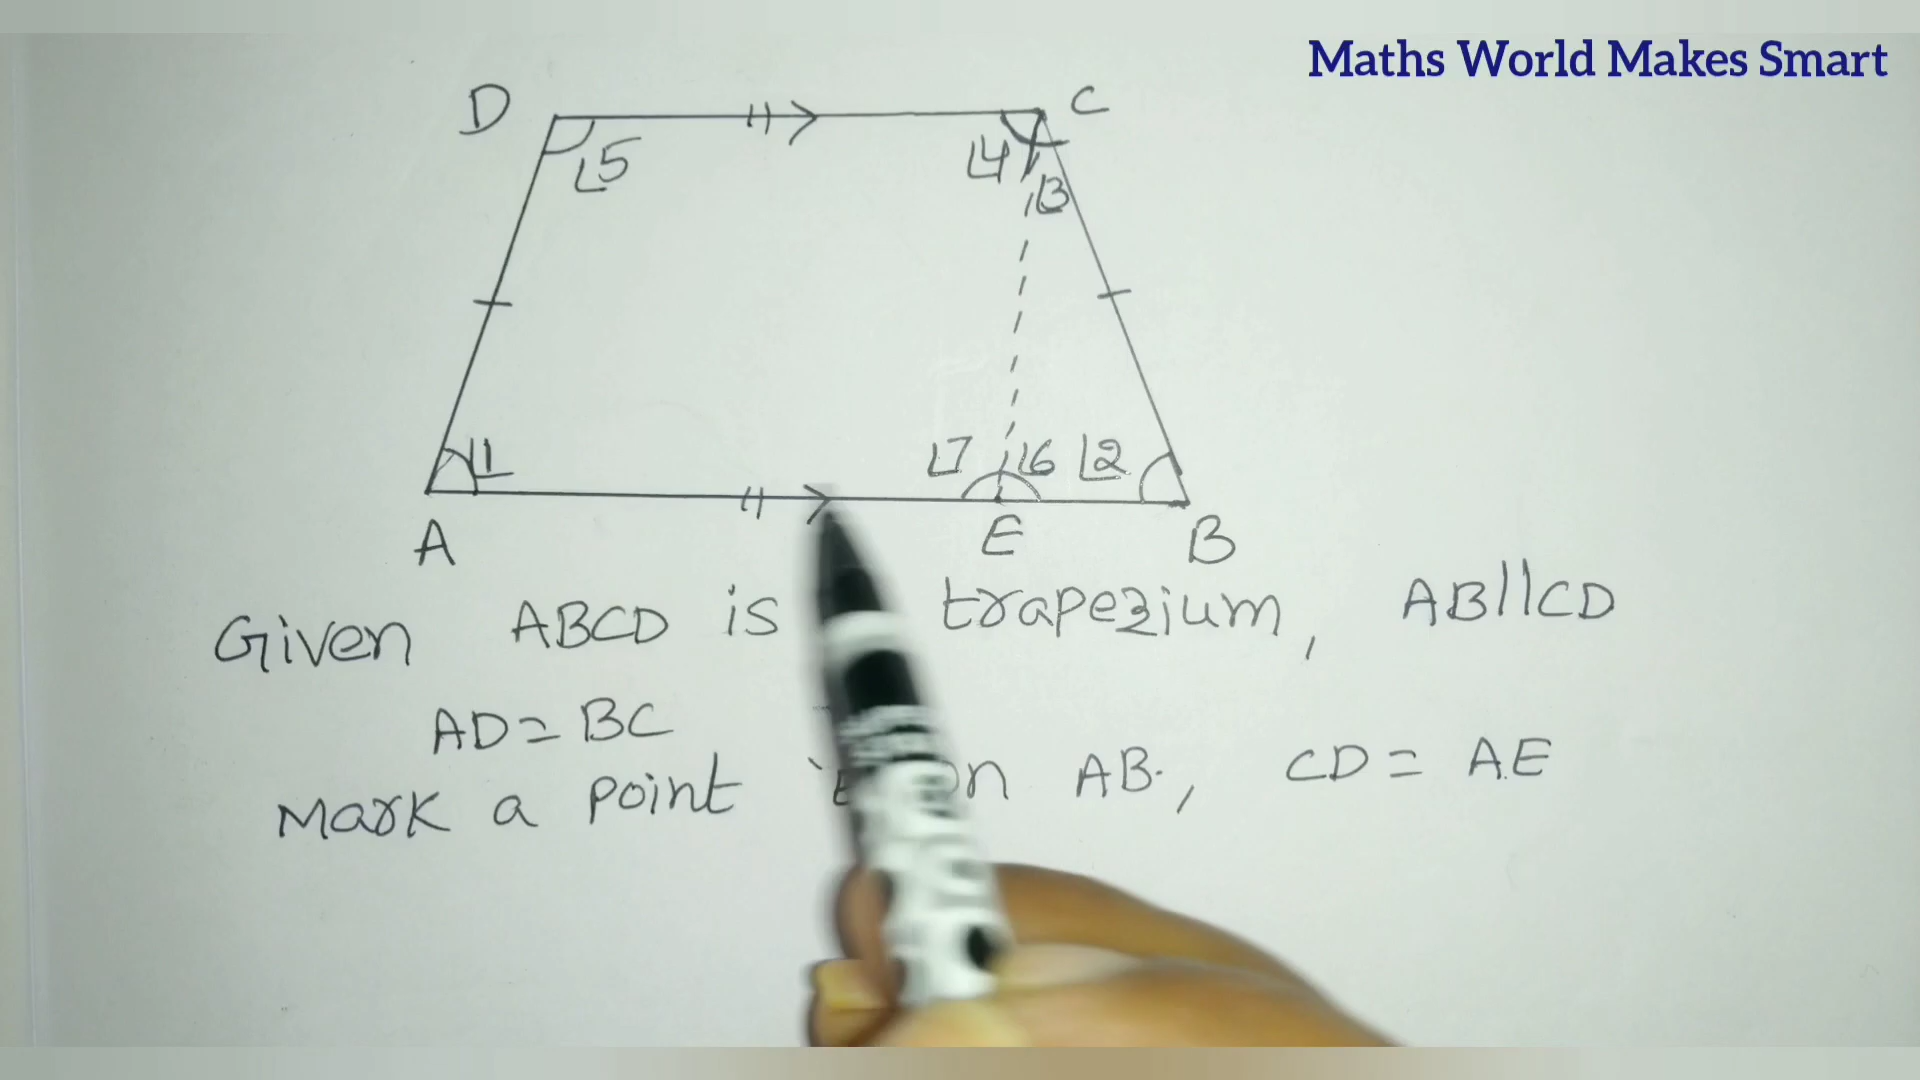 Maths World Makes Smart
D C
∠5 ∠4 ∠3
∠1 ∠7 ∠6 ∠2
A E B
Given ABCD is trapezium, AB||CD
AD = BC
Mark a point on AB., CD = AE